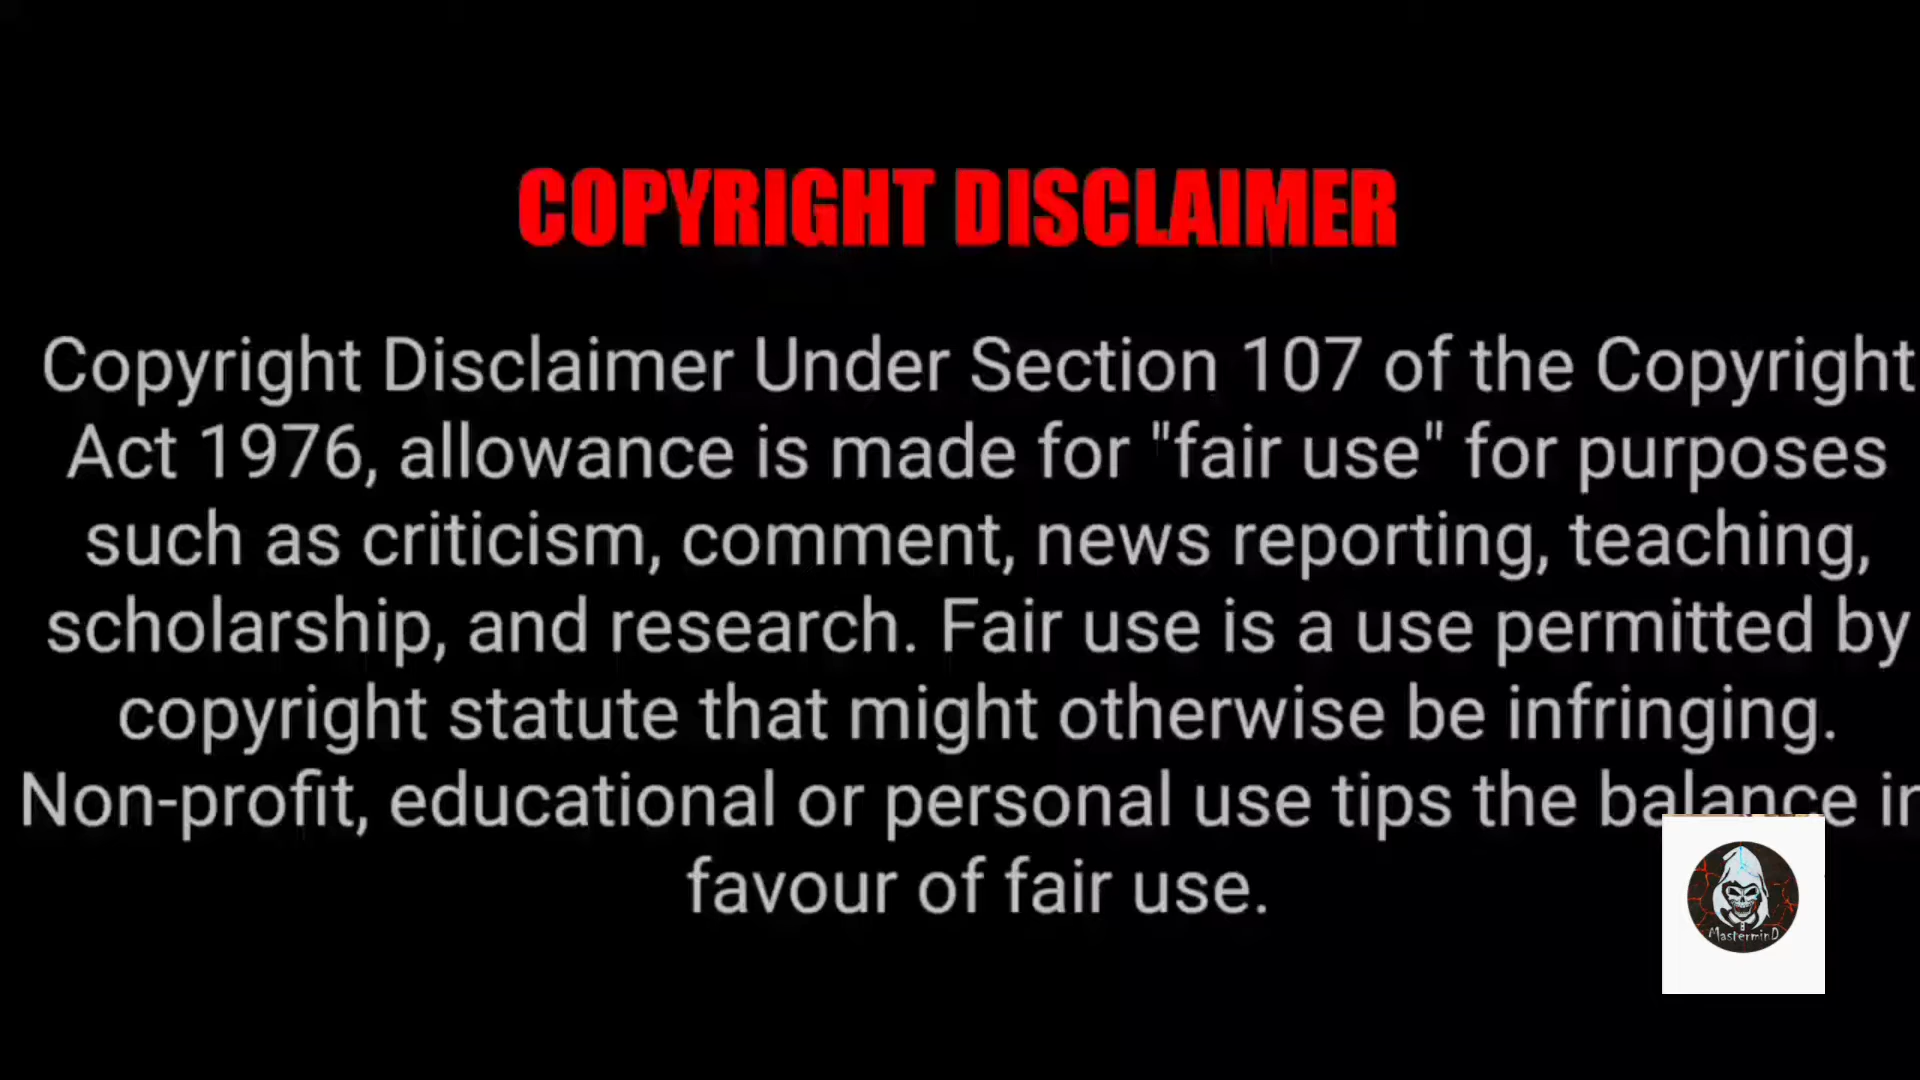 COPYRIGHT DISCLAIMER
Copyright Disclaimer Under Section 107 of the Copyright
Act 1976, allowance is made for "fair use" for purposes
such as criticism, comment, news reporting, teaching,
scholarship, and research. Fair use is a use permitted by
copyright statute that might otherwise be infringing.
Non-profit, educational or personal use tips the balance in
favour of fair use.
MasterminD